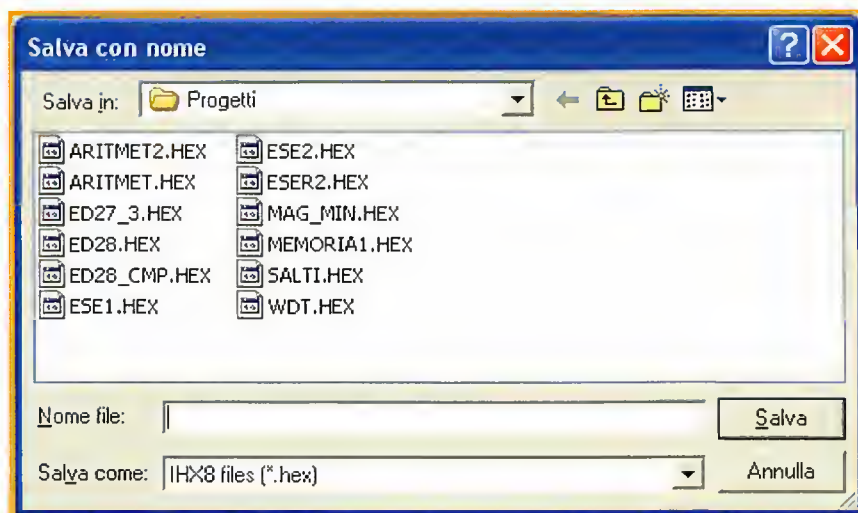 Salva con nome
Salva in: Progetti
ARITMET2.HEX ESE2.HEX
ARITMET.HEX ESER2.HEX
ED27_3.HEX MAG_MIN.HEX
ED28.HEX MEMORIA1.HEX
ED28_CMP.HEX SALTI.HEX
ESE1.HEX WDT.HEX
Nome file: Salva
Salva come: IHX8 files (*.hex) Annulla